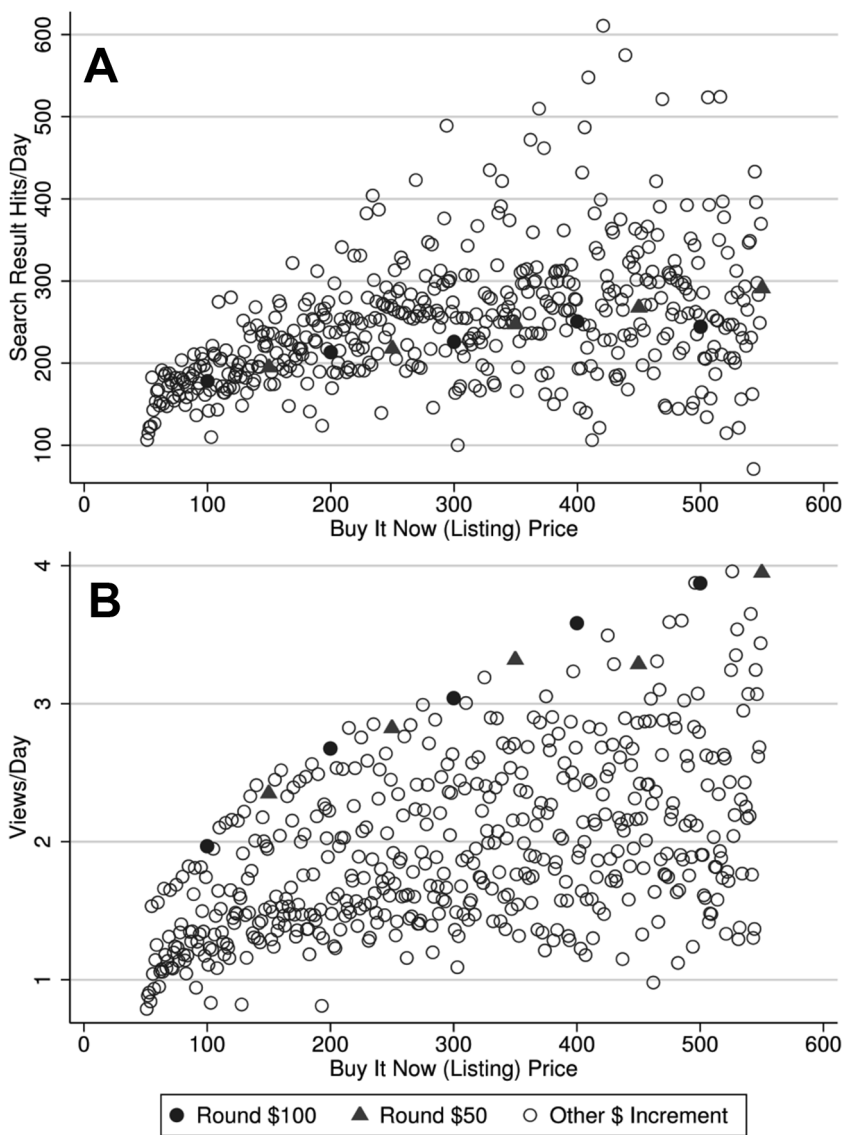 A
Search Result Hits/Day
600
500
400
300
200
100
0 100 200 300 400 500 600
Buy It Now (Listing) Price
B
Views/Day
4
3
2
1
0 100 200 300 400 500 600
Buy It Now (Listing) Price
Round $100 Round $50 Other $ Increment